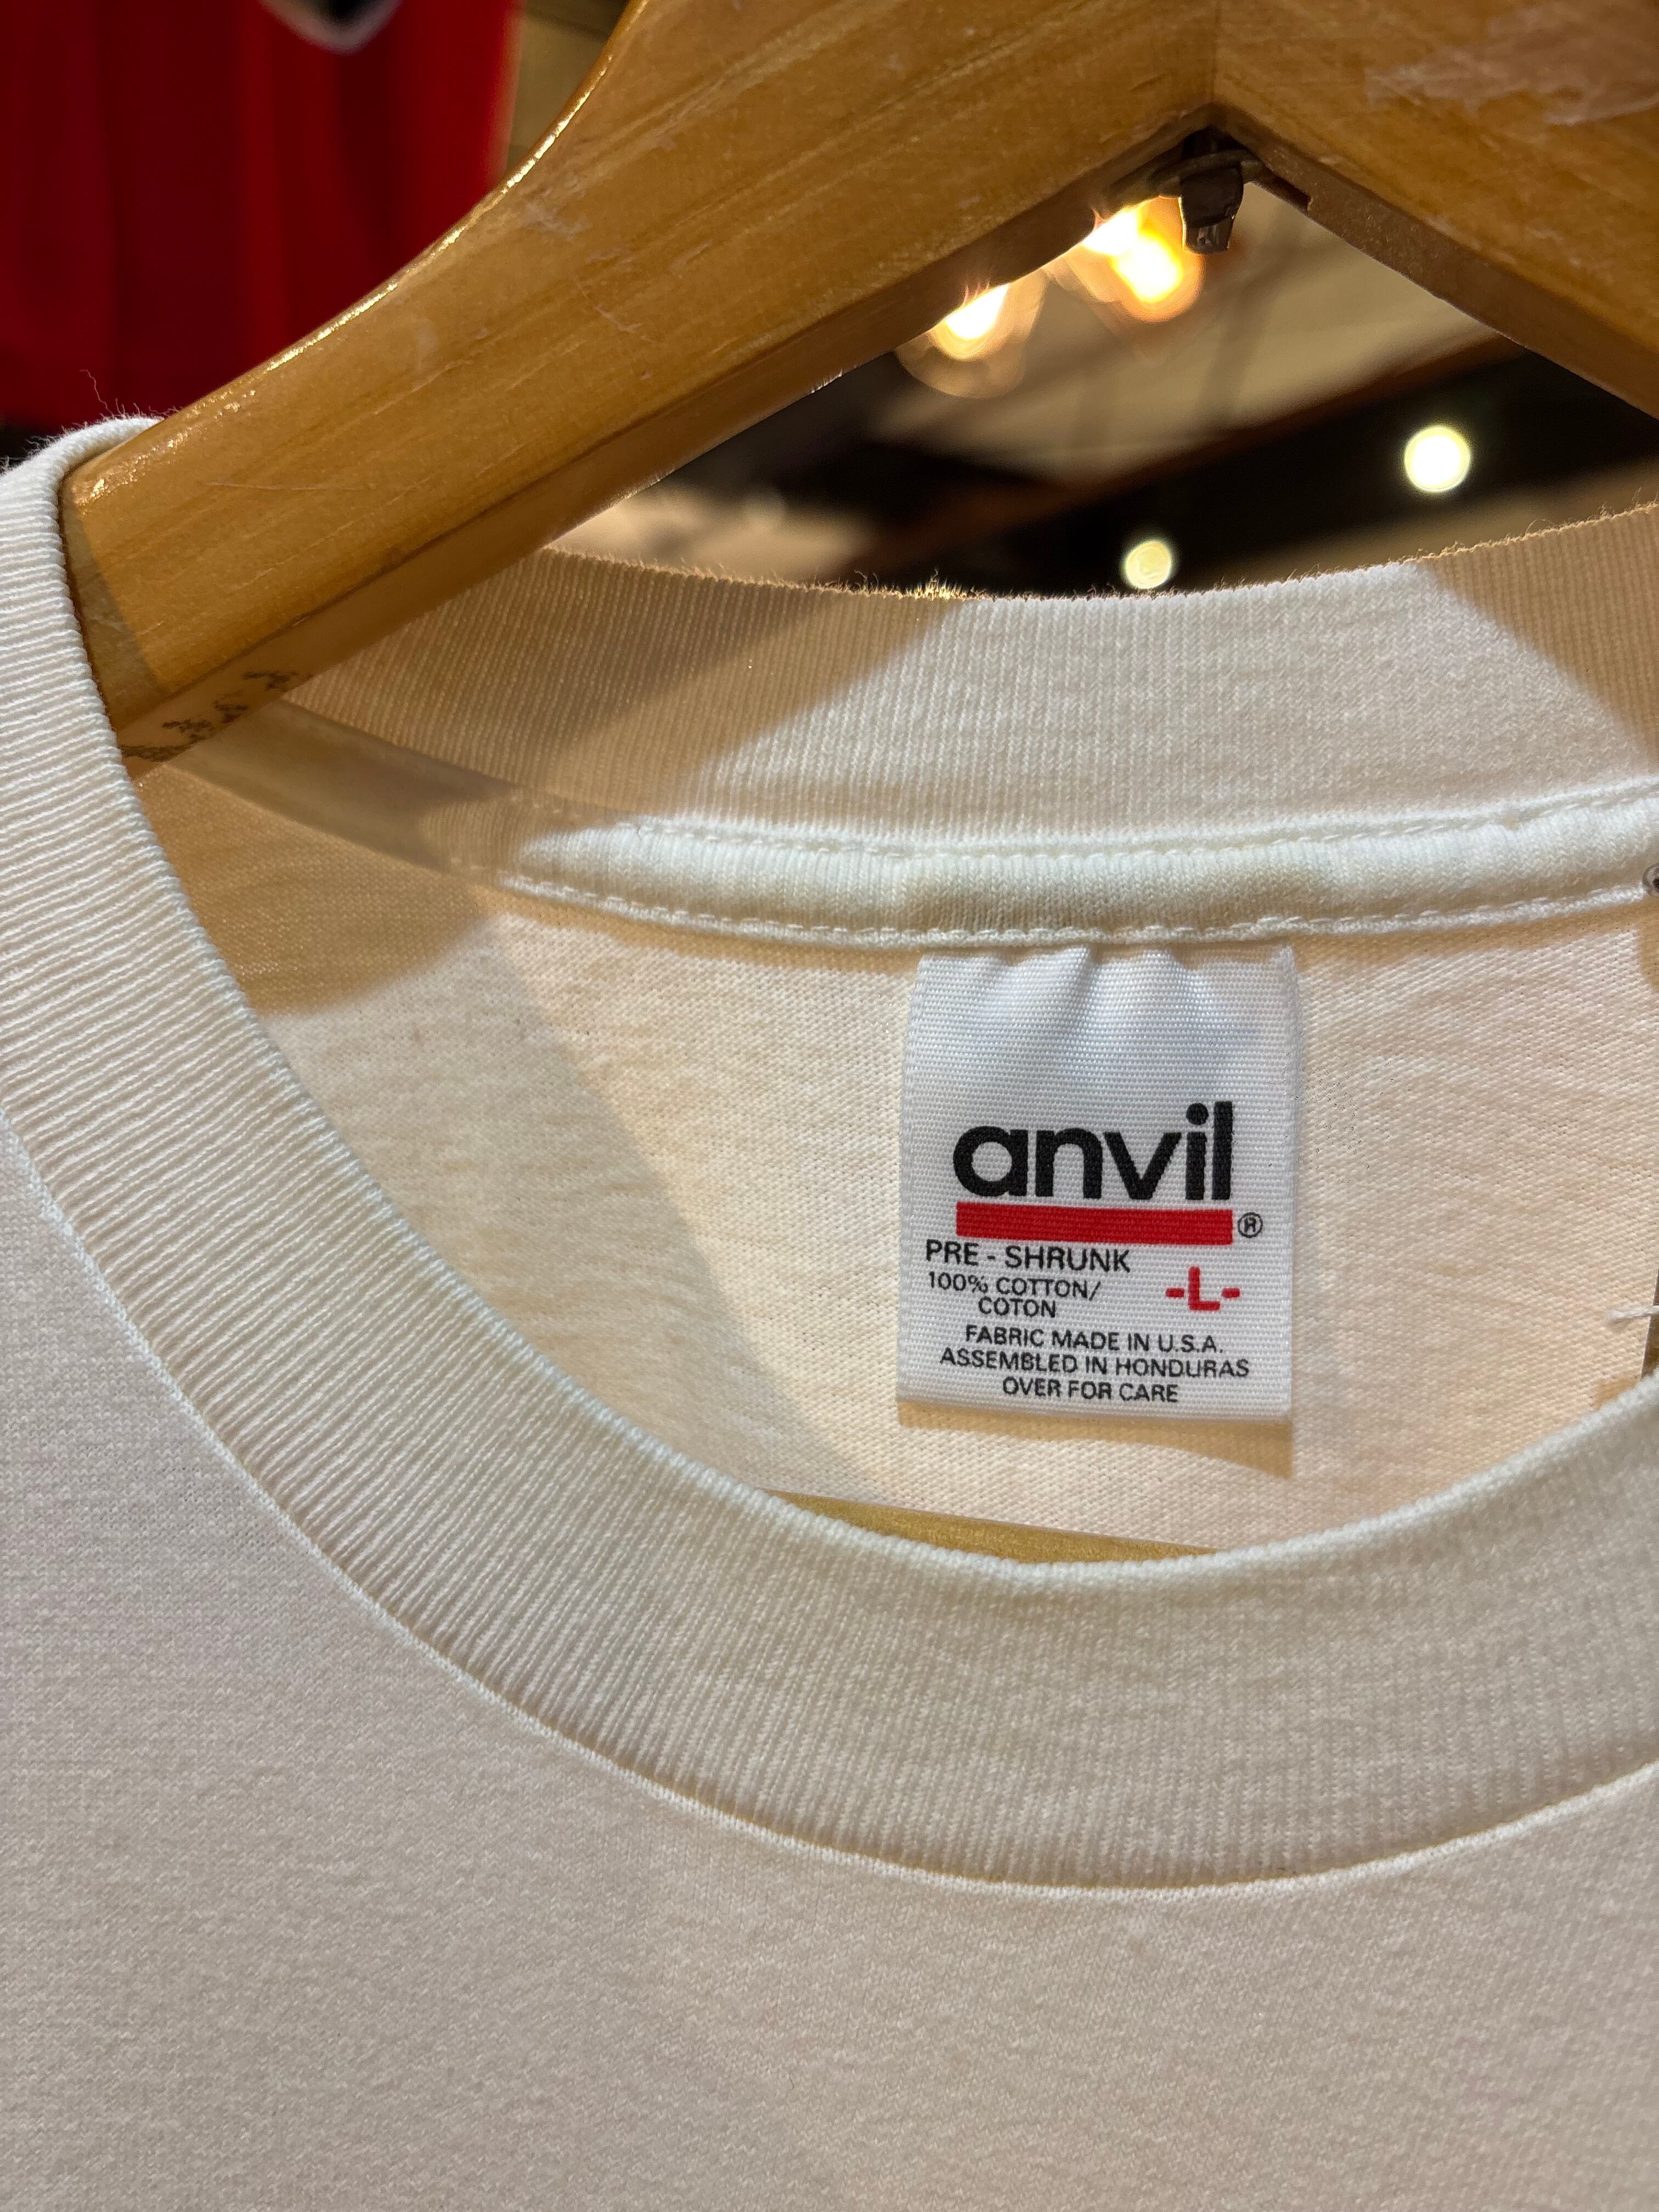 anvil®
PRE - SHRUNK
100% COTTON/
COTON
-L-
FABRIC MADE IN U.S.A.
ASSEMBLED IN HONDURAS
OVER FOR CARE